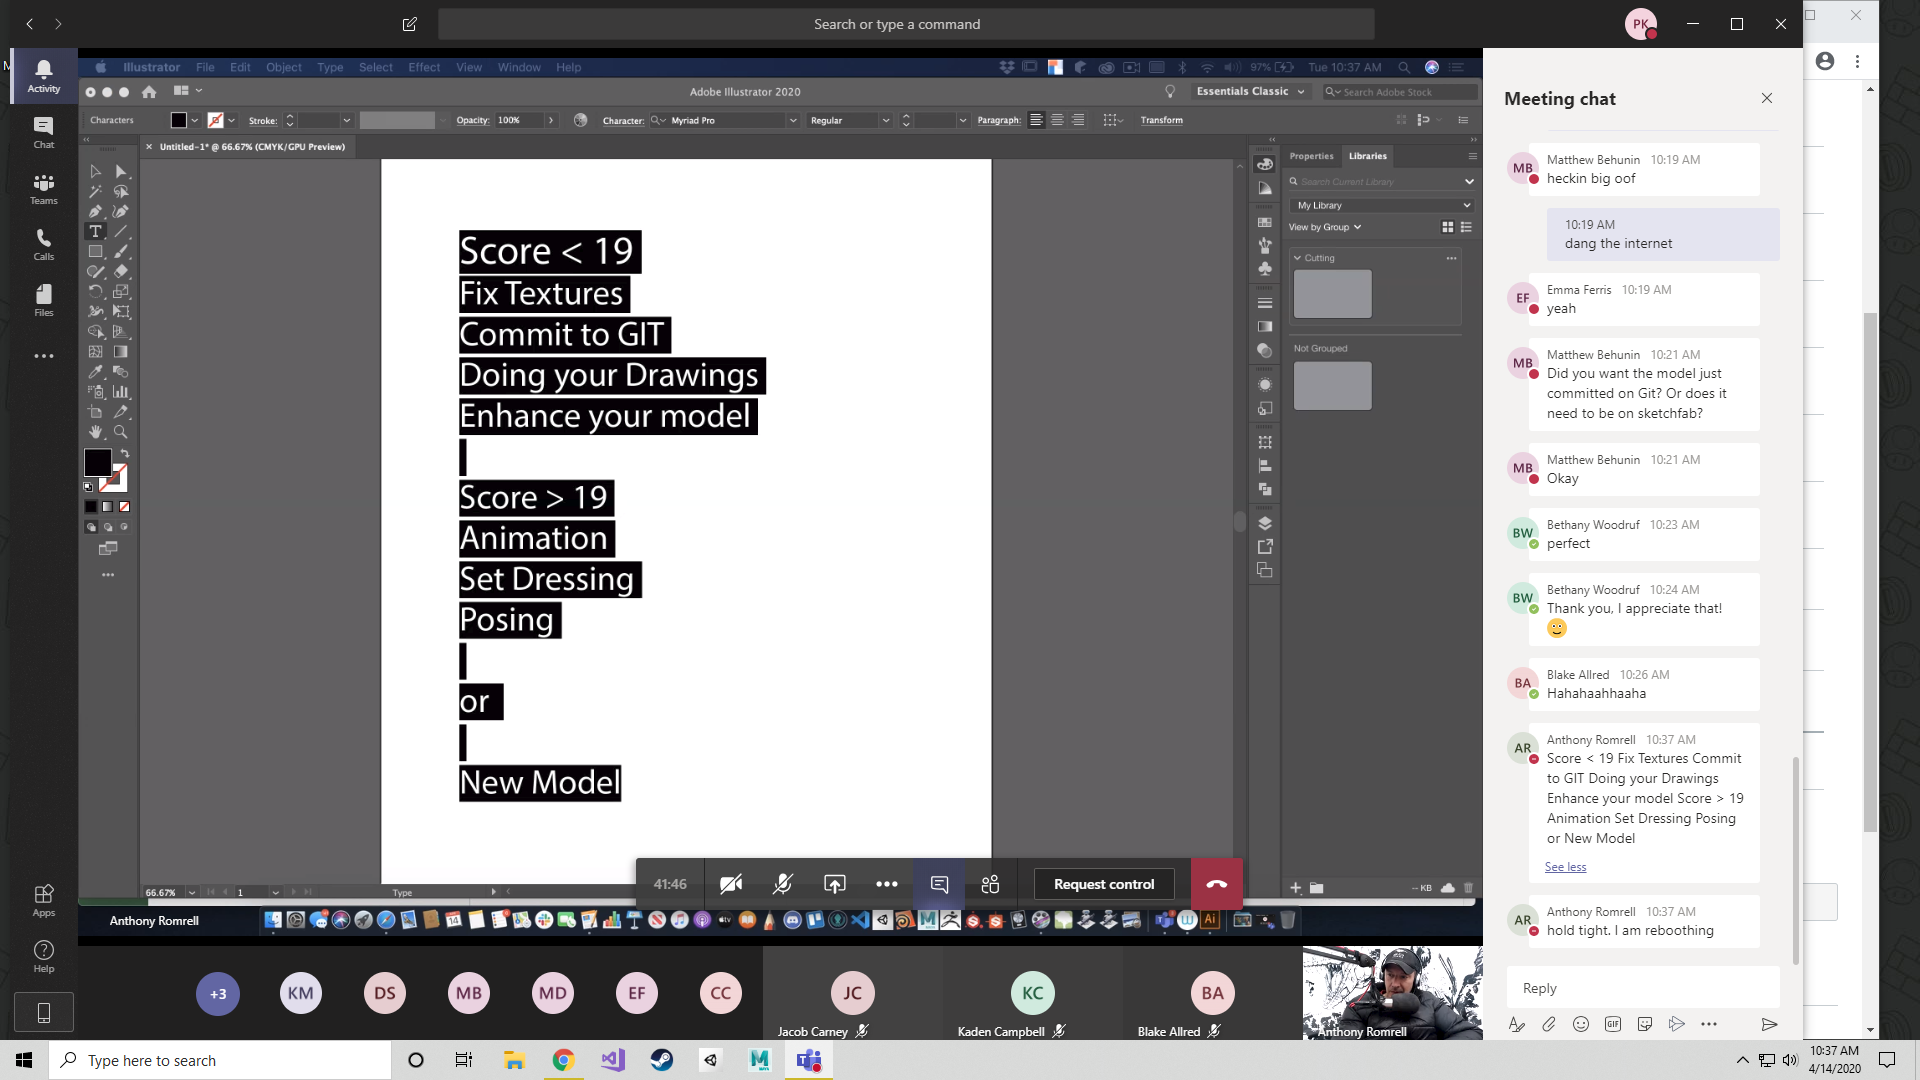 Search or type a command
PK
Activity
Chat
Teams
Calls
Files
Apps
Help
Illustrator File Edit Object Type Select Effect View Window Help
97% Tue 10:37 AM
Adobe Illustrator 2020
Essentials Classic
Search Adobe Stock
Characters
Stroke:
Opacity: 100%
Character: Myriad Pro
Regular
Paragraph:
Transform
× Untitled-1* @ 66.67% (CMYK/GPU Preview)
Score < 19
Fix Textures
Commit to GIT
Doing your Drawings
Enhance your model
Score > 19
Animation
Set Dressing
Posing
or
New Model
Properties Libraries
Search Current Library
My Library
View by Group
Cutting
Not Grouped
-- KB
66.67%
1
Type
41:46
Request control
Anthony Romrell
+3
KM
DS
MB
MD
EF
CC
JC
Jacob Carney
KC
Kaden Campbell
BA
Blake Allred
Anthony Romrell
Meeting chat
MB
Matthew Behunin 10:19 AM
heckin big oof
10:19 AM
dang the internet
EF
Emma Ferris 10:19 AM
yeah
MB
Matthew Behunin 10:21 AM
Did you want the model just
committed on Git? Or does it
need to be on sketchfab?
MB
Matthew Behunin 10:21 AM
Okay
BW
Bethany Woodruf 10:23 AM
perfect
BW
Bethany Woodruf 10:24 AM
Thank you, I appreciate that!
BA
Blake Allred 10:26 AM
Hahahaahhaaha
AR
Anthony Romrell 10:37 AM
Score < 19 Fix Textures Commit
to GIT Doing your Drawings
Enhance your model Score > 19
Animation Set Dressing Posing
or New Model
See less
AR
Anthony Romrell 10:37 AM
hold tight. I am reboothing
Reply
GIF
Type here to search
10:37 AM
4/14/2020